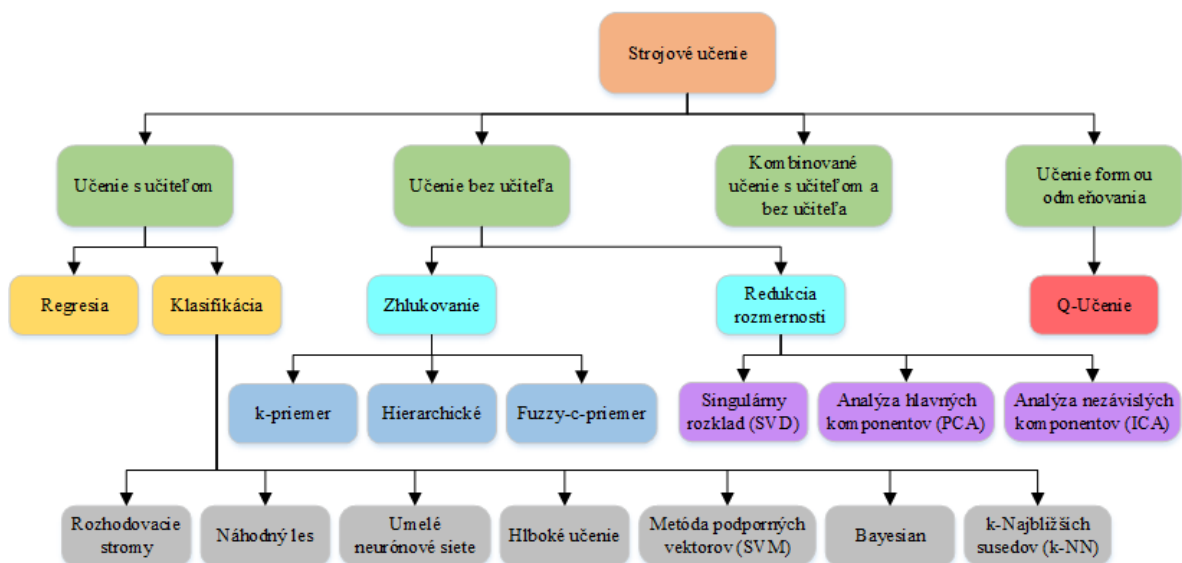 Strojové učenie
Učenie s učiteľom
Učenie bez učiteľa
Kombinované
učenie s učiteľom a
bez učiteľa
Učenie formou
odmeňovania
Regresia
Klasifikácia
Zhlukovanie
Redukcia
rozmernosti
Q-Učenie
k-priemer
Hierarchické
Fuzzy-c-priemer
Singulárny
rozklad (SVD)
Analýza hlavných
komponentov (PCA)
Analýza nezávislých
komponentov (ICA)
Rozhodovacie
stromy
Náhodný les
Umelé
neurónové siete
Hlboké učenie
Metóda podporných
vektorov (SVM)
Bayesian
k-Najbližších
susedov (k-NN)